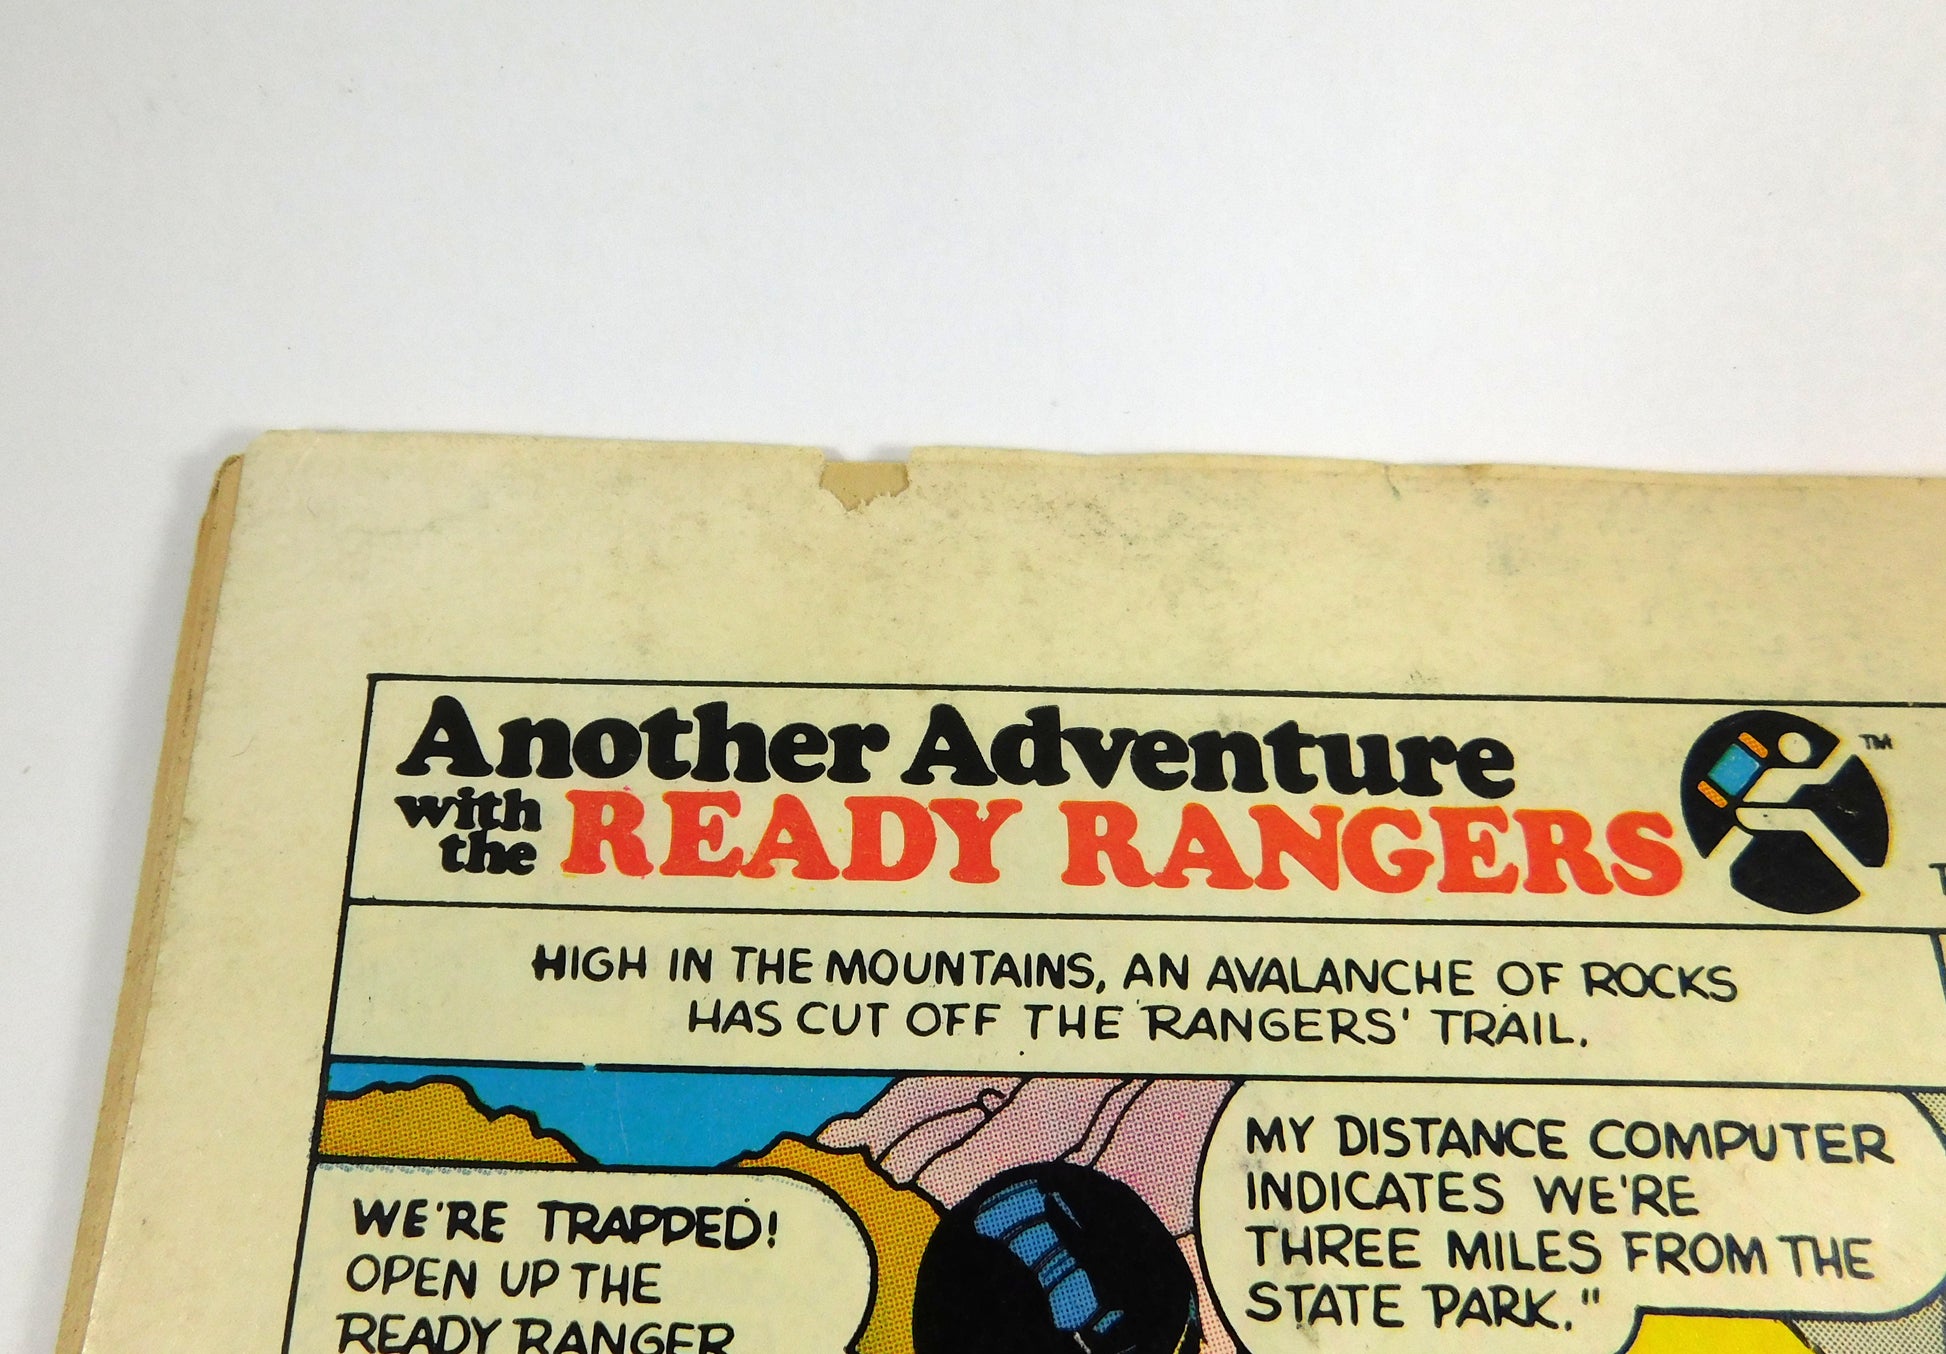 Another Adventure
with the READY RANGERS
TM
HIGH IN THE MOUNTAINS, AN AVALANCHE OF ROCKS
HAS CUT OFF THE RANGERS' TRAIL.
WE'RE TRAPPED!
OPEN UP THE
READY RANGER
MY DISTANCE COMPUTER
INDICATES WE'RE
THREE MILES FROM THE
STATE PARK."